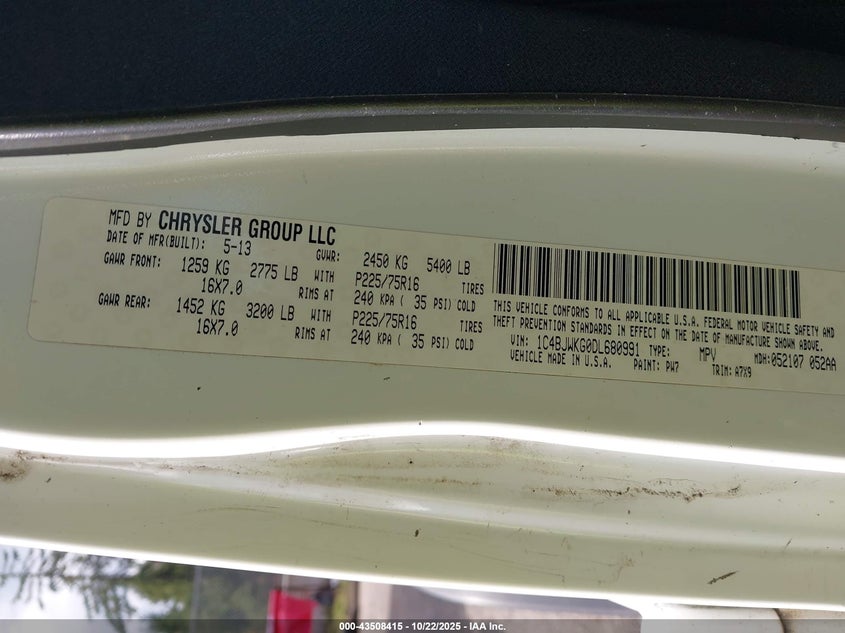 MFD BY CHRYSLER GROUP LLC
DATE OF MFR(BUILT): 5-13 GVWR: 2450 KG 5400 LB
GAWR FRONT: 1259 KG 2775 LB WITH P225/75R16 TIRES
16X7.0 RIMS AT 240 KPA ( 35 PSI) COLD
GAWR REAR: 1452 KG 3200 LB WITH P225/75R16 TIRES
16X7.0 RIMS AT 240 KPA ( 35 PSI) COLD
THIS VEHICLE CONFORMS TO ALL APPLICABLE U.S.A. FEDERAL MOTOR VEHICLE SAFETY AND
THEFT PREVENTION STANDARDS IN EFFECT ON THE DATE OF MANUFACTURE SHOWN ABOVE.
VIN: 1C4BJWKG0DL680991 TYPE: MPV MDH: 052107 052AA
VEHICLE MADE IN U.S.A. PAINT: PW7 TRIM: A7X9
000-43508415 - 10/22/2025 - IAA Inc.